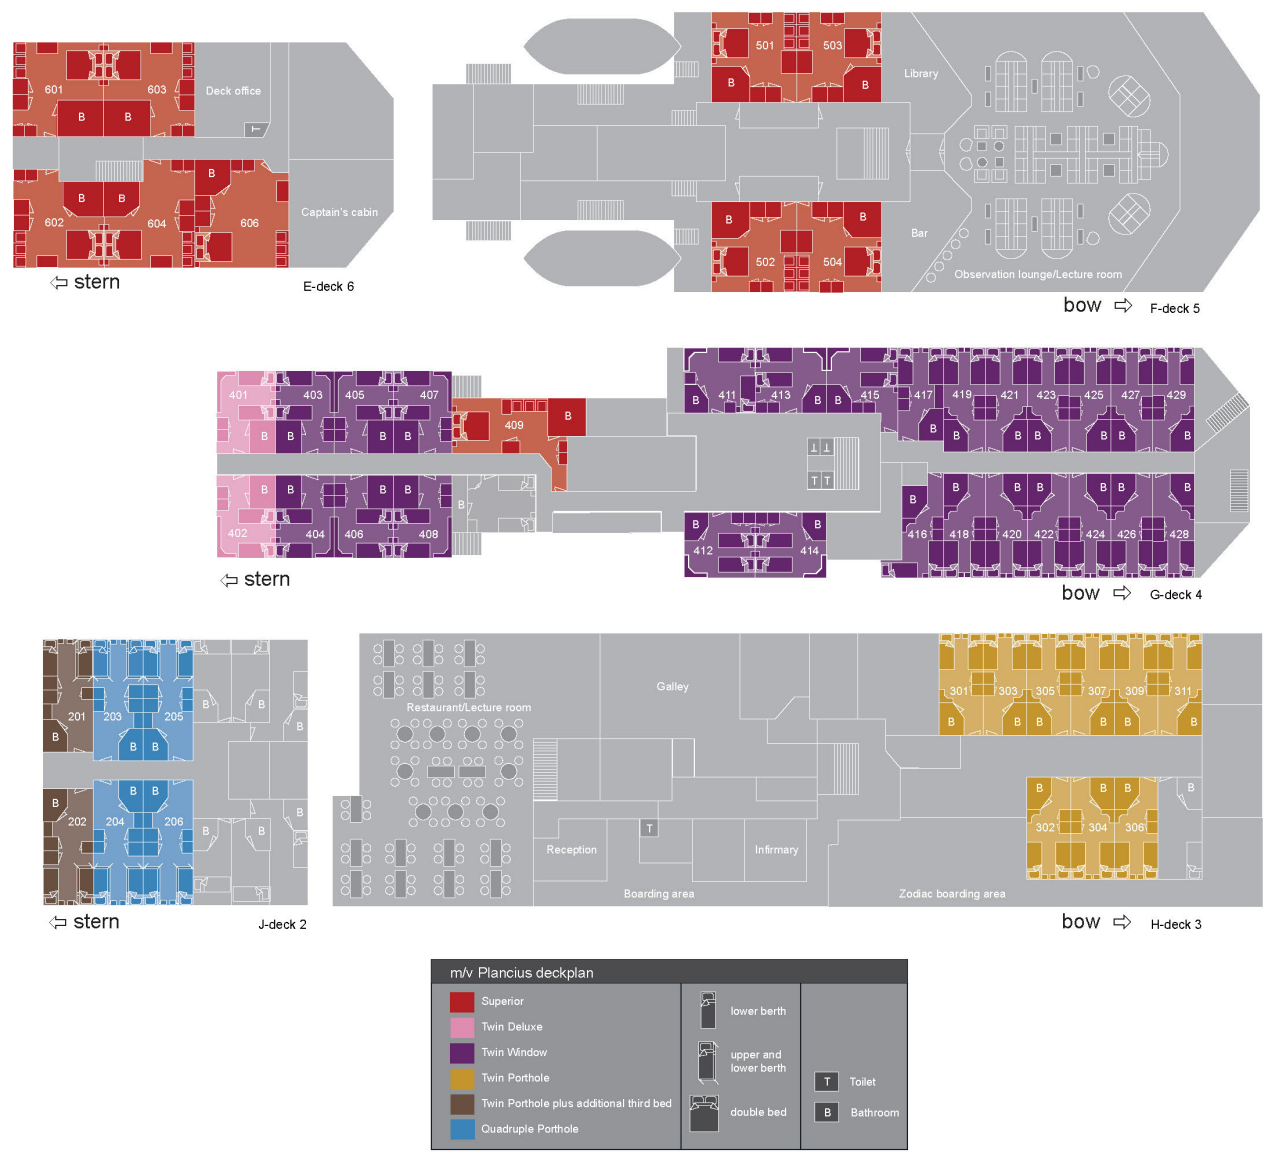 501 503
601 603 Deck office B B Library
B B T
B
B B
602 604 606 Captain's cabin B B Bar
502 504 Observation lounge/Lecture room
stern
E-deck 6
bow F-deck 5
401 403 405 407 411 413 415 417 419 421 423 425 427 429
409 B B B B
B B B B B B B B B B
T T
T T
B B B B B B B B B B B B
402 404 406 408 412 414 416 418 420 422 424 426 428
B B
stern
bow G-deck 4
Galley
201 203 205 Restaurant/Lecture room 301 303 305 307 309 311
B B B B B B B B B B B B
B B B B B B B B B B B
202 204 206 T 302 304 306
Reception Infirmary
Boarding area Zodiac boarding area
stern J-deck 2
bow H-deck 3
m/v Plancius deckplan
Superior
lower berth
Twin Deluxe
Twin Window
upper and
lower berth
Twin Porthole
T Toilet
Twin Porthole plus additional third bed
double bed
B Bathroom
Quadruple Porthole